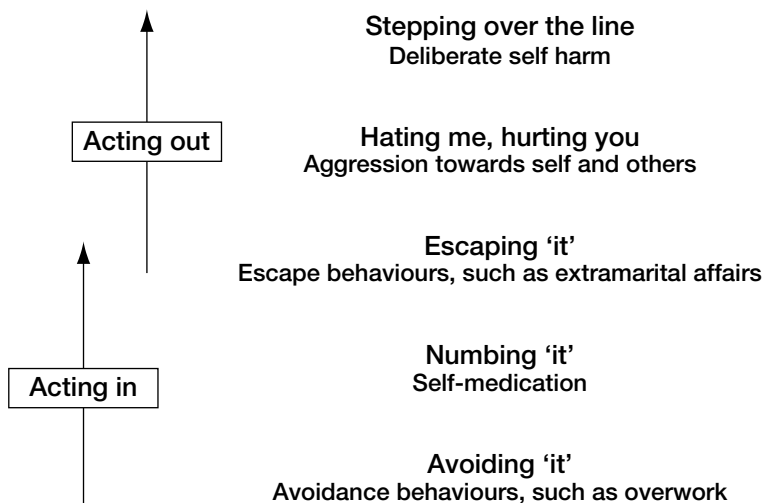 Stepping over the line
Deliberate self harm
Acting out
Hating me, hurting you
Aggression towards self and others
Escaping ‘it’
Escape behaviours, such as extramarital affairs
Acting in
Numbing ‘it’
Self-medication
Avoiding ‘it’
Avoidance behaviours, such as overwork